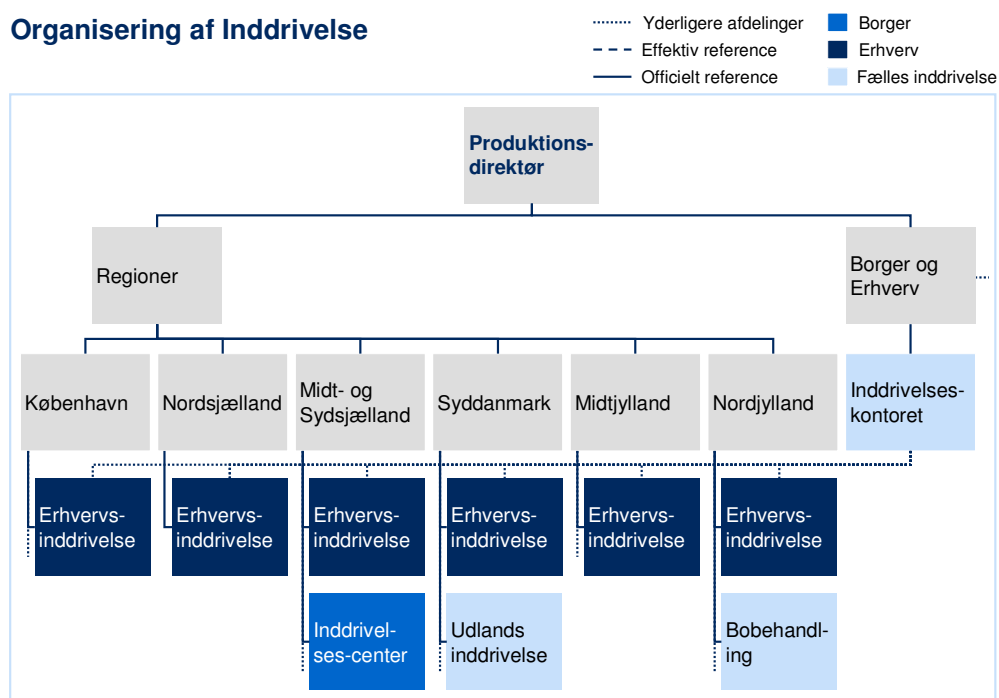 Organisering af Inddrivelse
Yderligere afdelinger
Effektiv reference
Officielt reference
Borger
Erhverv
Fælles inddrivelse
Produktions-
direktør
Regioner
Borger og
Erhverv
København
Nordsjælland
Midt- og
Sydsjælland
Syddanmark
Midtjylland
Nordjylland
Inddrivelses-
kontoret
Erhvervs-
inddrivelse
Erhvervs-
inddrivelse
Erhvervs-
inddrivelse
Erhvervs-
inddrivelse
Erhvervs-
inddrivelse
Erhvervs-
inddrivelse
Inddrivel-
ses-center
Udlands
inddrivelse
Bobehandl-
ing